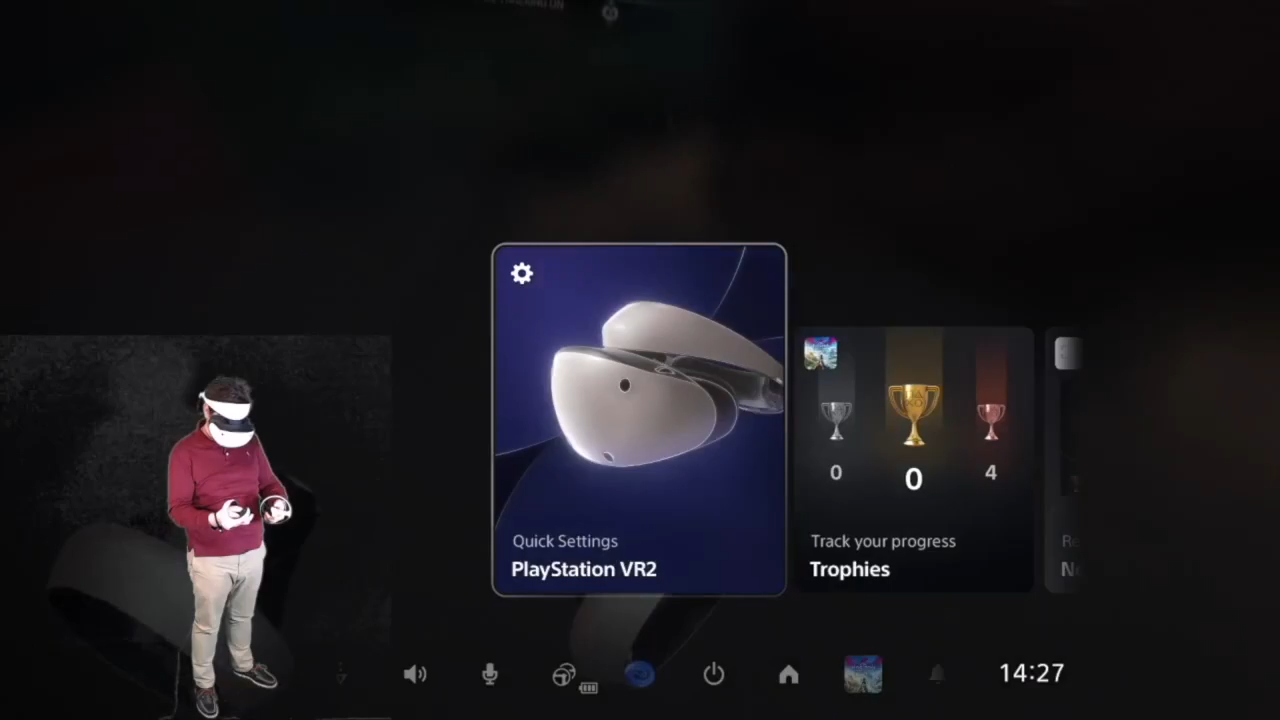 Quick Settings
PlayStation VR2
0
0
4
Track your progress
Trophies
14:27